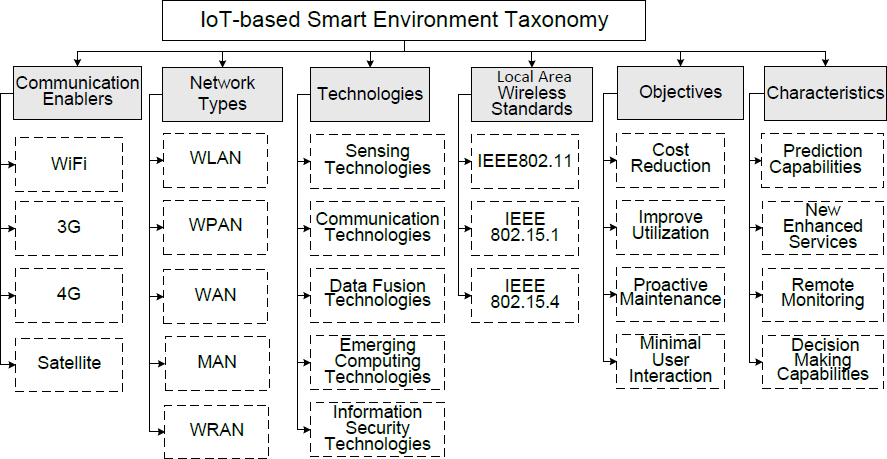 IoT-based Smart Environment Taxonomy
Communication
Enablers
WiFi
3G
4G
Satellite
Network
Types
WLAN
WPAN
WAN
MAN
WRAN
Technologies
Sensing
Technologies
Communication
Technologies
Data Fusion
Technologies
Emerging
Computing
Technologies
Information
Security
Technologies
Local Area
Wireless
Standards
IEEE802.11
IEEE
802.15.1
IEEE
802.15.4
Objectives
Cost
Reduction
Improve
Utilization
Proactive
Maintenance
Minimal
User
Interaction
Characteristics
Prediction
Capabilities
New
Enhanced
Services
Remote
Monitoring
Decision
Making
Capabilities